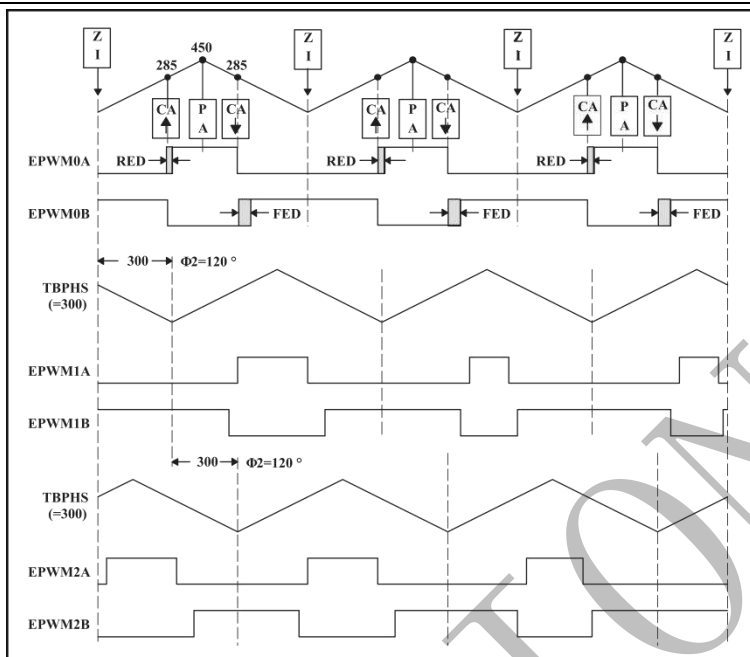 Z I Z I Z I Z I
450
285 285
CA P A CA CA P A CA CA P A CA
EPWM0A RED RED RED
EPWM0B FED FED FED
300 Φ2=120 °
TBPHS
(=300)
EPWM1A
EPWM1B
300 Φ2=120 °
TBPHS
(=300)
EPWM2A
EPWM2B